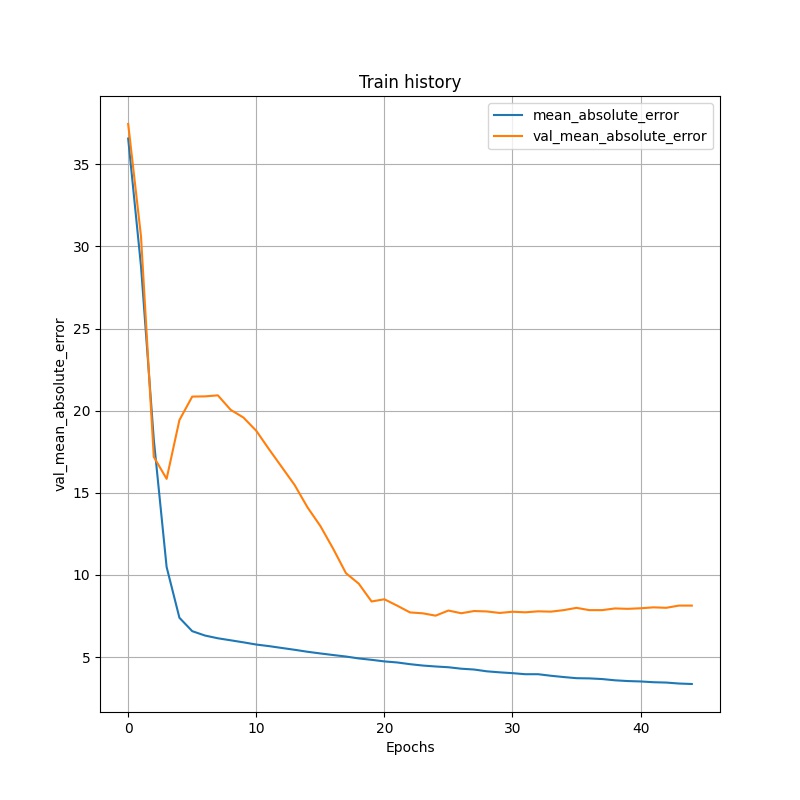 Train history
mean_absolute_error
val_mean_absolute_error
val_mean_absolute_error
35
30
25
20
15
10
5
0 10 20 30 40
Epochs